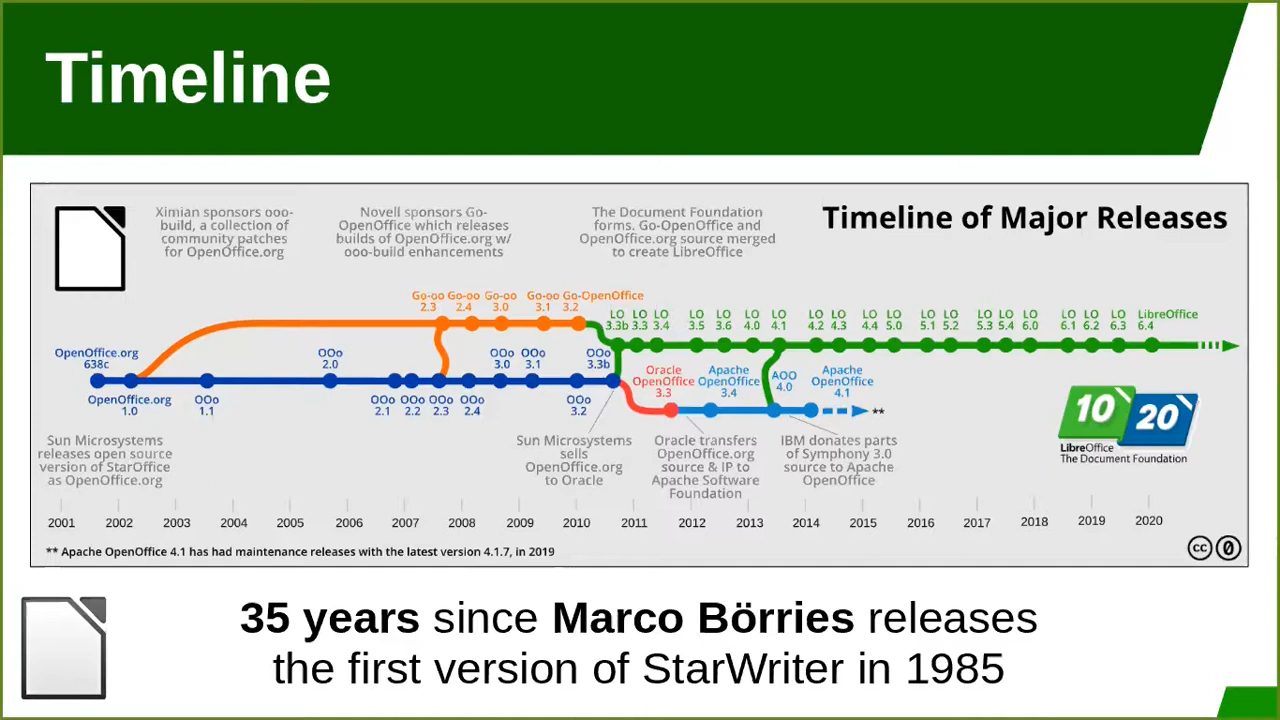 Timeline
Ximian sponsors ooo-
build, a collection of
community patches
for OpenOffice.org
Novell sponsors Go-
OpenOffice which releases
builds of OpenOffice.org w/
ooo-build enhancements
The Document Foundation
forms. Go-OpenOffice and
OpenOffice.org source merged
to create LibreOffice
Timeline of Major Releases
Go-oo
2.3
Go-oo
2.4
Go-oo
3.0
Go-oo
3.1
Go-OpenOffice
3.2
LO
3.3b
LO
3.3
LO
3.4
LO
3.5
LO
3.6
LO
4.0
LO
4.1
LO
4.2
LO
4.3
LO
4.4
LO
5.0
LO
5.1
LO
5.2
LO
5.3
LO
5.4
LO
6.0
LO
6.1
LO
6.2
LO
6.3
LibreOffice
6.4
OpenOffice.org
638c
OOo
2.0
OOo
3.0
OOo
3.1
OOo
3.3b
OpenOffice.org
1.0
OOo
1.1
OOo
2.1
OOo
2.2
OOo
2.3
OOo
2.4
OOo
3.2
Oracle
OpenOffice
3.3
Apache
OpenOffice
3.4
AOO
4.0
Apache
OpenOffice
4.1
**
10
20
LibreOffice
The Document Foundation
Sun Microsystems
releases open source
version of StarOffice
as OpenOffice.org
Sun Microsystems
sells
OpenOffice.org
to Oracle
Oracle transfers
OpenOffice.org
source & IP to
Apache Software
Foundation
IBM donates parts
of Symphony 3.0
source to Apache
OpenOffice
2001 2002 2003 2004 2005 2006 2007 2008 2009 2010 2011 2012 2013 2014 2015 2016 2017 2018 2019 2020
** Apache OpenOffice 4.1 has had maintenance releases with the latest version 4.1.7, in 2019
cc 0
35 years since Marco Börries releases
the first version of StarWriter in 1985